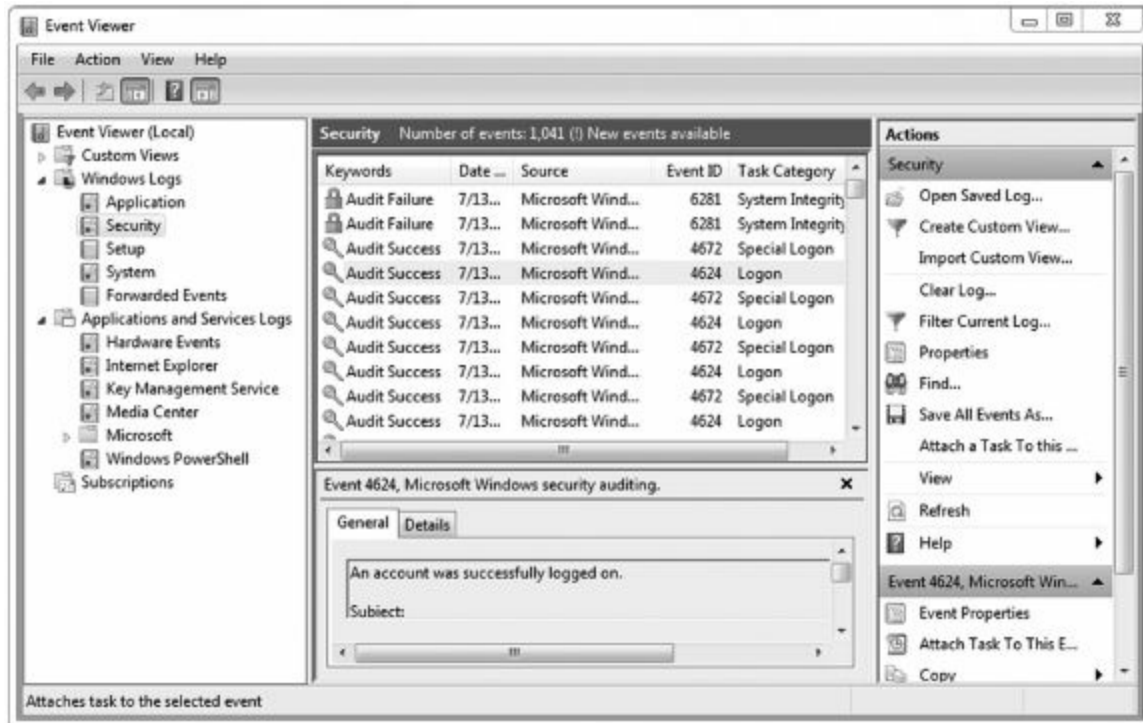 Event Viewer
File Action View Help
Event Viewer (Local)
Custom Views
Windows Logs
Application
Security
Setup
System
Forwarded Events
Applications and Services Logs
Hardware Events
Internet Explorer
Key Management Service
Media Center
Microsoft
Windows PowerShell
Subscriptions
Security Number of events: 1,041 (!) New events available
Keywords Date ... Source Event ID Task Category
Audit Failure 7/13... Microsoft Wind... 6281 System Integrity
Audit Failure 7/13... Microsoft Wind... 6281 System Integrity
Audit Success 7/13... Microsoft Wind... 4672 Special Logon
Audit Success 7/13... Microsoft Wind... 4624 Logon
Audit Success 7/13... Microsoft Wind... 4672 Special Logon
Audit Success 7/13... Microsoft Wind... 4624 Logon
Audit Success 7/13... Microsoft Wind... 4672 Special Logon
Audit Success 7/13... Microsoft Wind... 4624 Logon
Audit Success 7/13... Microsoft Wind... 4672 Special Logon
Audit Success 7/13... Microsoft Wind... 4624 Logon
Event 4624, Microsoft Windows security auditing.
General Details
An account was successfully logged on.
Subject:
Actions
Security
Open Saved Log...
Create Custom View...
Import Custom View...
Clear Log...
Filter Current Log...
Properties
Find...
Save All Events As...
Attach a Task To this ...
View
Refresh
Help
Event 4624, Microsoft Win...
Event Properties
Attach Task To This E...
Copy
Attaches task to the selected event